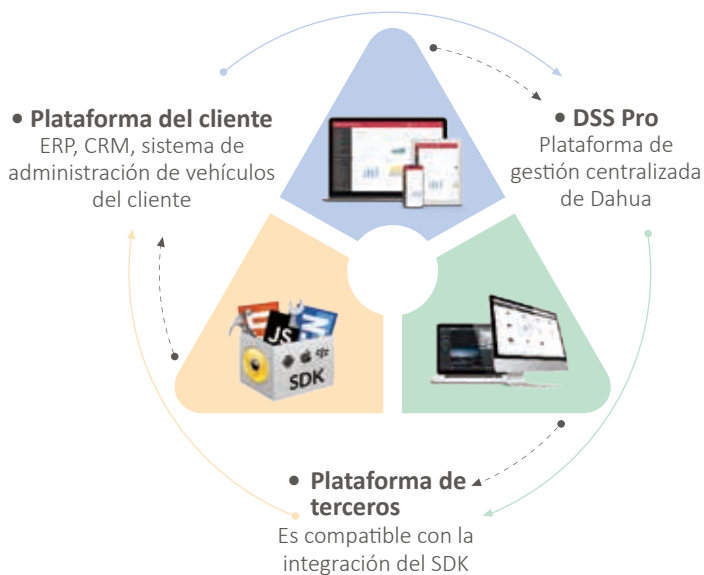 • Plataforma del cliente
ERP, CRM, sistema de
administración de vehículos
del cliente
• DSS Pro
Plataforma de
gestión centralizada
de Dahua
JS
SDK
• Plataforma de
terceros
Es compatible con la
integración del SDK